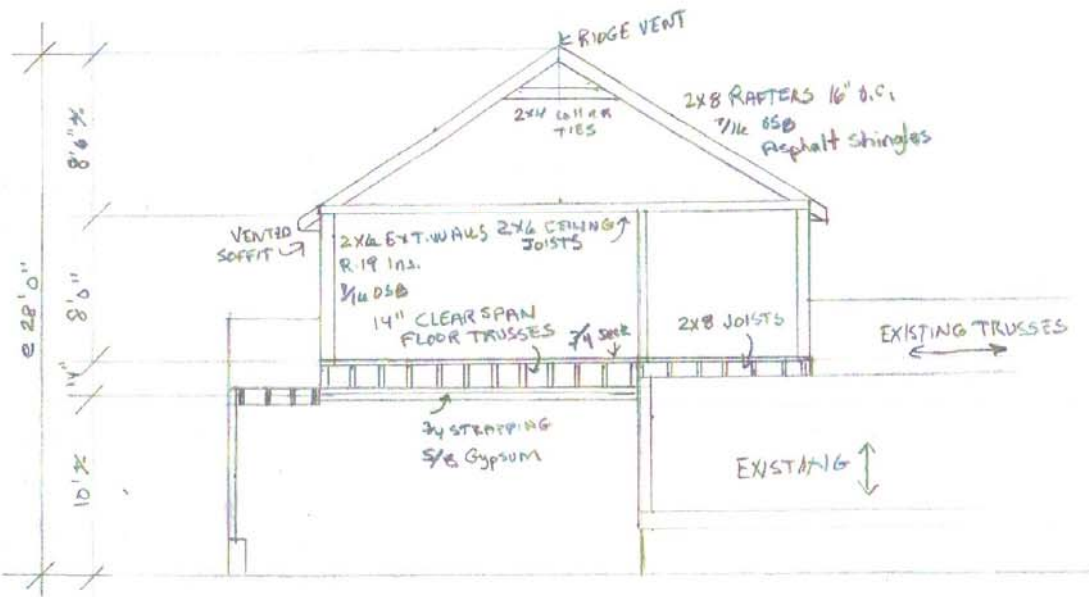 RIDGE VENT
2X8 RAFTERS 16" O.C.
7/16 OSB
Asphalt Shingles
2X4 COLLAR
TIES
8'6" ±
VENTED
SOFFIT
2X6 EXT. WALLS
R-19 Ins.
7/16 OSB
2X6 CEILING
JOISTS
@ 28'0"
8'0"
14" CLEARSPAN
FLOOR TRUSSES
3/4
2X8 JOISTS
EXISTING TRUSSES
14"
3/4 STRAPPING
5/8 Gypsum
EXISTING
10' ±